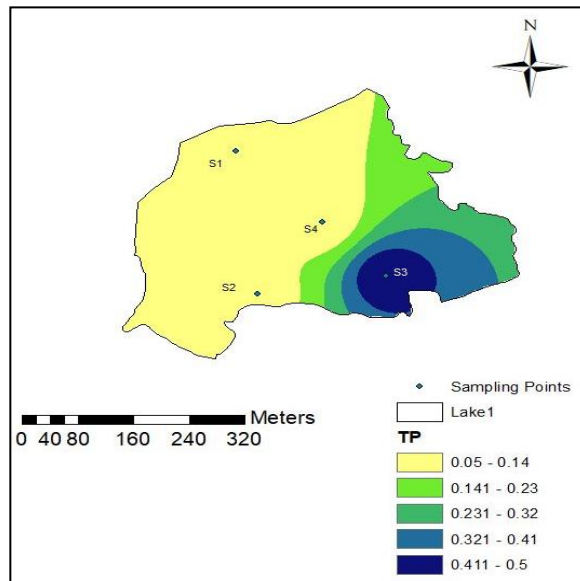 N
S1
S4
S3
S2
Sampling Points
Meters
Lake1
0 40 80 160 240 320
TP
0.05 - 0.14
0.141 - 0.23
0.231 - 0.32
0.321 - 0.41
0.411 - 0.5